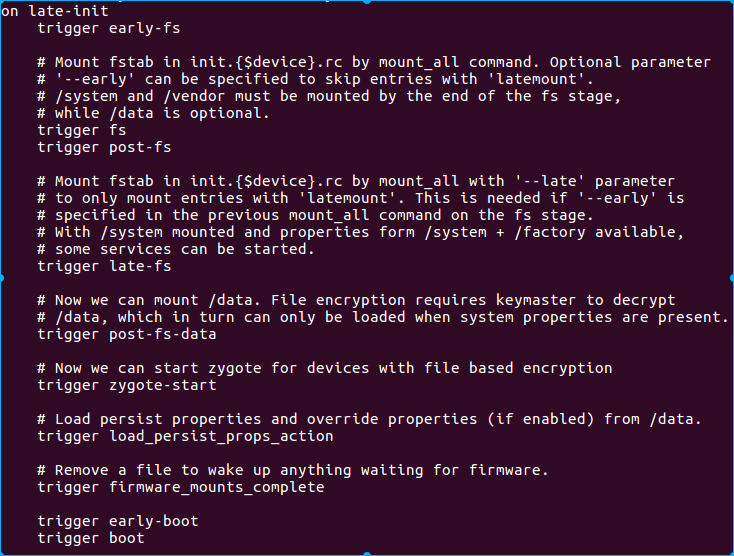 on late-init
trigger early-fs
# Mount fstab in init.{$device}.rc by mount_all command. Optional parameter
# '--early' can be specified to skip entries with 'latemount'.
# /system and /vendor must be mounted by the end of the fs stage,
# while /data is optional.
trigger fs
trigger post-fs
# Mount fstab in init.{$device}.rc by mount_all with '--late' parameter
# to only mount entries with 'latemount'. This is needed if '--early' is
# specified in the previous mount_all command on the fs stage.
# With /system mounted and properties form /system + /factory available,
# some services can be started.
trigger late-fs
# Now we can mount /data. File encryption requires keymaster to decrypt
# /data, which in turn can only be loaded when system properties are present.
trigger post-fs-data
# Now we can start zygote for devices with file based encryption
trigger zygote-start
# Load persist properties and override properties (if enabled) from /data.
trigger load_persist_props_action
# Remove a file to wake up anything waiting for firmware.
trigger firmware_mounts_complete
trigger early-boot
trigger boot